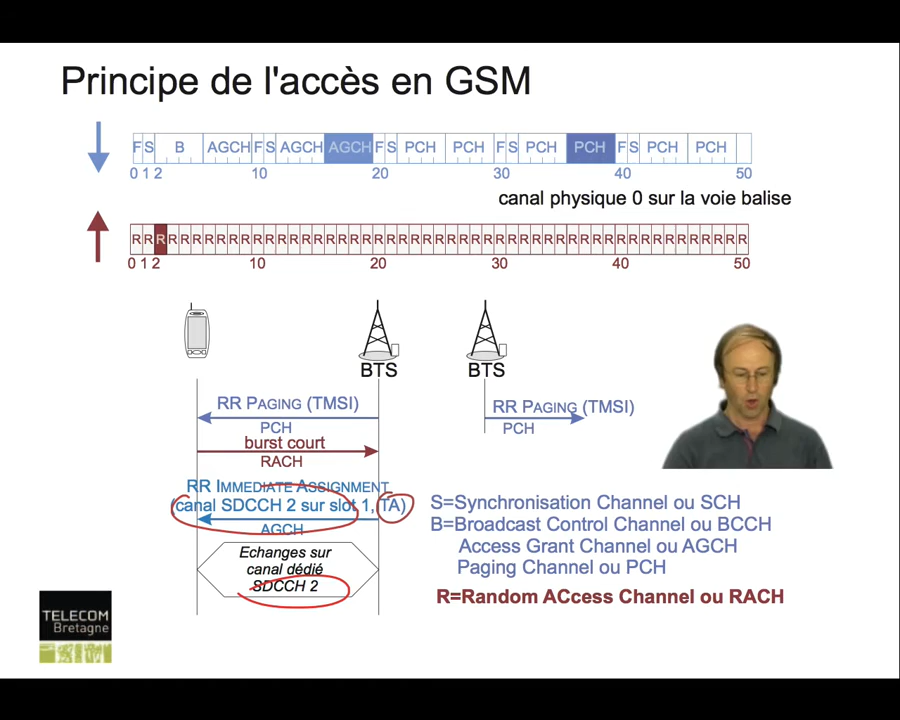 Principe de l'accès en GSM
F S B AGCH F S AGCH AGCH F S PCH PCH F S PCH PCH F S PCH PCH
0 1 2 10 20 30 40 50
canal physique 0 sur la voie balise
R R R R R R R R R R R R R R R R R R R R R R R R R R R R R R R R R R R R R R R R R R R R R R R R R R R
0 1 2 10 20 30 40 50
BTS BTS
RR PAGING (TMSI) RR PAGING (TMSI)
PCH PCH
burst court
RACH
RR IMMEDIATE ASSIGNMENT
(canal SDCCH 2 sur slot 1, TA)
AGCH
Echanges sur
canal dédié
SDCCH 2
S=Synchronisation Channel ou SCH
B=Broadcast Control Channel ou BCCH
Access Grant Channel ou AGCH
Paging Channel ou PCH
R=Random ACcess Channel ou RACH
TELECOM
Bretagne